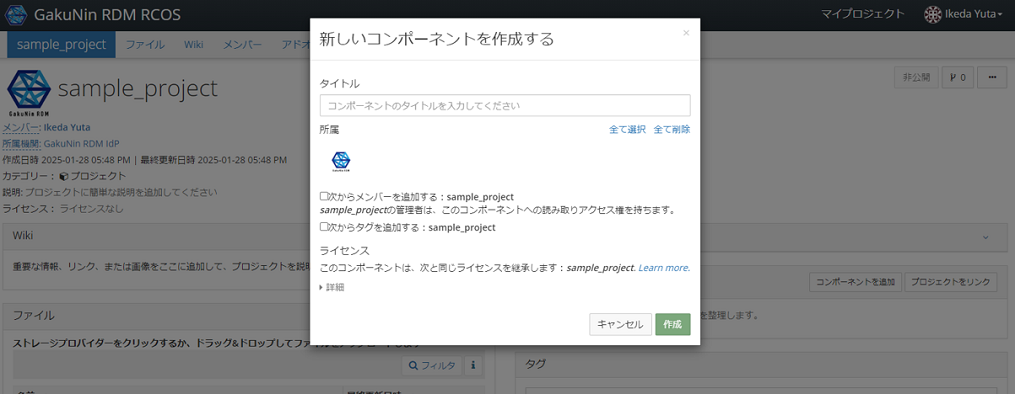 GakuNin RDM RCOS
マイプロジェクト
Ikeda Yuta
sample_project
ファイル
Wiki
メンバー
新しいコンポーネントを作成する
×
タイトル
コンポーネントのタイトルを入力してください
所属
全て選択 全て削除
GakuNin RDM
次からメンバーを追加する：sample_project
sample_projectの管理者は、このコンポーネントへの読み取りアクセス権を持ちます。
次からタグを追加する：sample_project
ライセンス
このコンポーネントは、次と同じライセンスを継承します：sample_project. Learn more.
詳細
キャンセル
作成
非公開
0
sample_project
GakuNin RDM
メンバー: Ikeda Yuta
所属機関: GakuNin RDM IdP
作成日時 2025-01-28 05:48 PM | 最終更新日時 2025-01-28 05:48 PM
カテゴリー： プロジェクト
説明: プロジェクトに簡単な説明を追加してください
ライセンス： ライセンスなし
Wiki
重要な情報、リンク、または画像をここに追加して、プロジェクトを説明
ファイル
ストレージプロバイダーをクリックするか、ドラッグ&ドロップして
フィルタ
コンポーネントを追加
プロジェクトをリンク
を整理します。
タグ